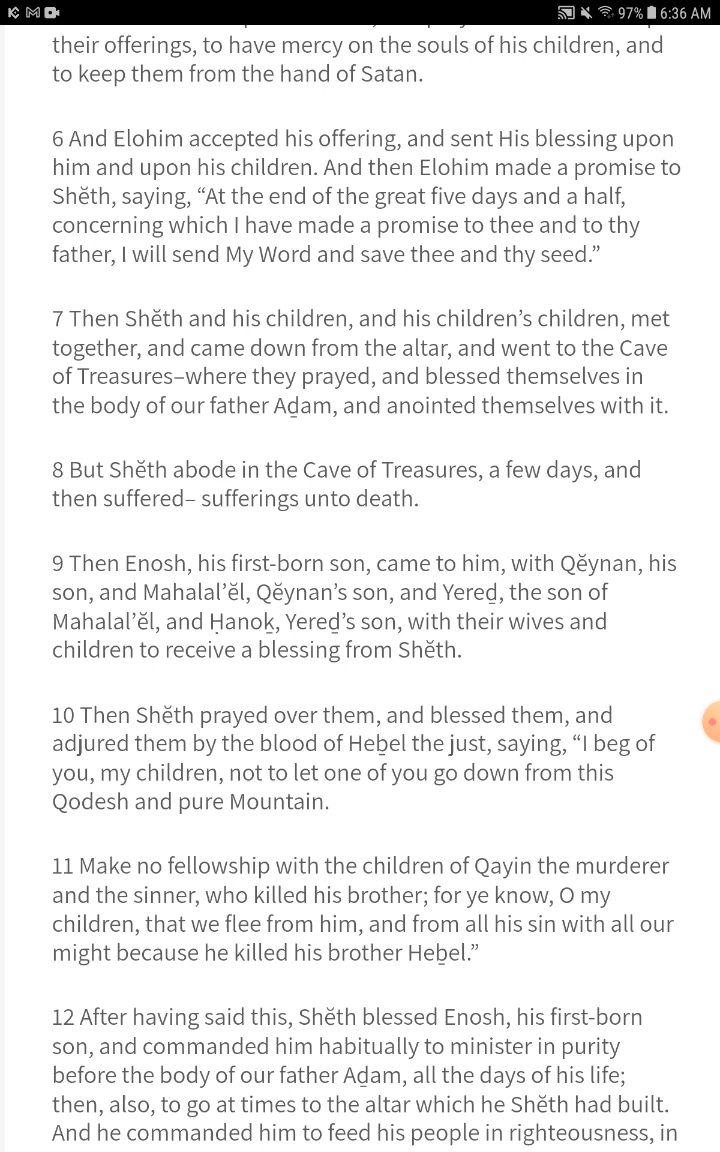 97% 6:36 AM
their offerings, to have mercy on the souls of his children, and
to keep them from the hand of Satan.
6 And Elohim accepted his offering, and sent His blessing upon
him and upon his children. And then Elohim made a promise to
Shĕth, saying, “At the end of the great five days and a half,
concerning which I have made a promise to thee and to thy
father, I will send My Word and save thee and thy seed.”
7 Then Shĕth and his children, and his children’s children, met
together, and came down from the altar, and went to the Cave
of Treasures–where they prayed, and blessed themselves in
the body of our father Aḏam, and anointed themselves with it.
8 But Shĕth abode in the Cave of Treasures, a few days, and
then suffered– sufferings unto death.
9 Then Enosh, his first-born son, came to him, with Qĕynan, his
son, and Mahalal’ĕl, Qĕynan’s son, and Yereḏ, the son of
Mahalal’ĕl, and Ḥanoḵ, Yereḏ’s son, with their wives and
children to receive a blessing from Shĕth.
10 Then Shĕth prayed over them, and blessed them, and
adjured them by the blood of Heḇel the just, saying, “I beg of
you, my children, not to let one of you go down from this
Qodesh and pure Mountain.
11 Make no fellowship with the children of Qayin the murderer
and the sinner, who killed his brother; for ye know, O my
children, that we flee from him, and from all his sin with all our
might because he killed his brother Heḇel.”
12 After having said this, Shĕth blessed Enosh, his first-born
son, and commanded him habitually to minister in purity
before the body of our father Aḏam, all the days of his life;
then, also, to go at times to the altar which he Shĕth had built.
And he commanded him to feed his people in righteousness, in